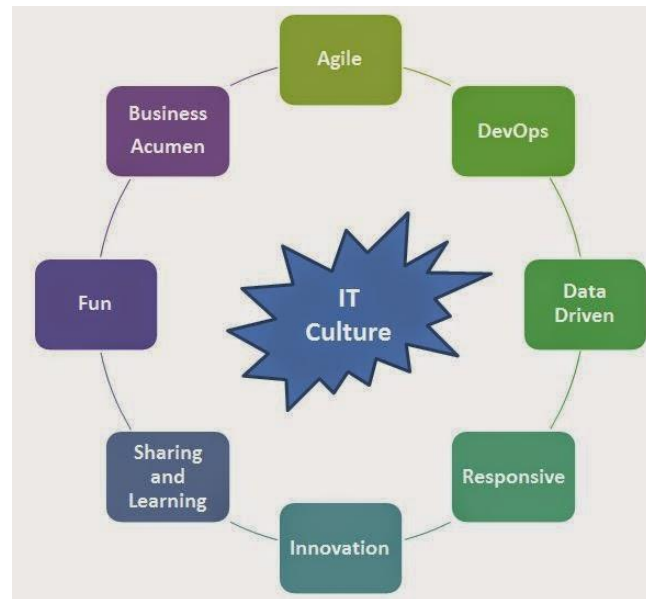 Agile
DevOps
Data
Driven
Responsive
Innovation
Sharing
and
Learning
Fun
Business
Acumen
IT
Culture